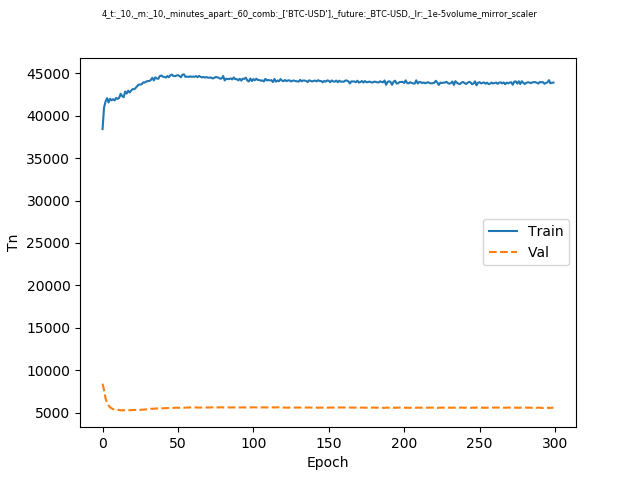 4_t:_10,_m:_10,_minutes_apart:_60_comb:_['BTC-USD'],_future:_BTC-USD,_lr:_1e-5volume_mirror_scaler
45000
40000
35000
30000
25000
20000
15000
10000
5000
Tn
Train
Val
0 50 100 150 200 250 300
Epoch